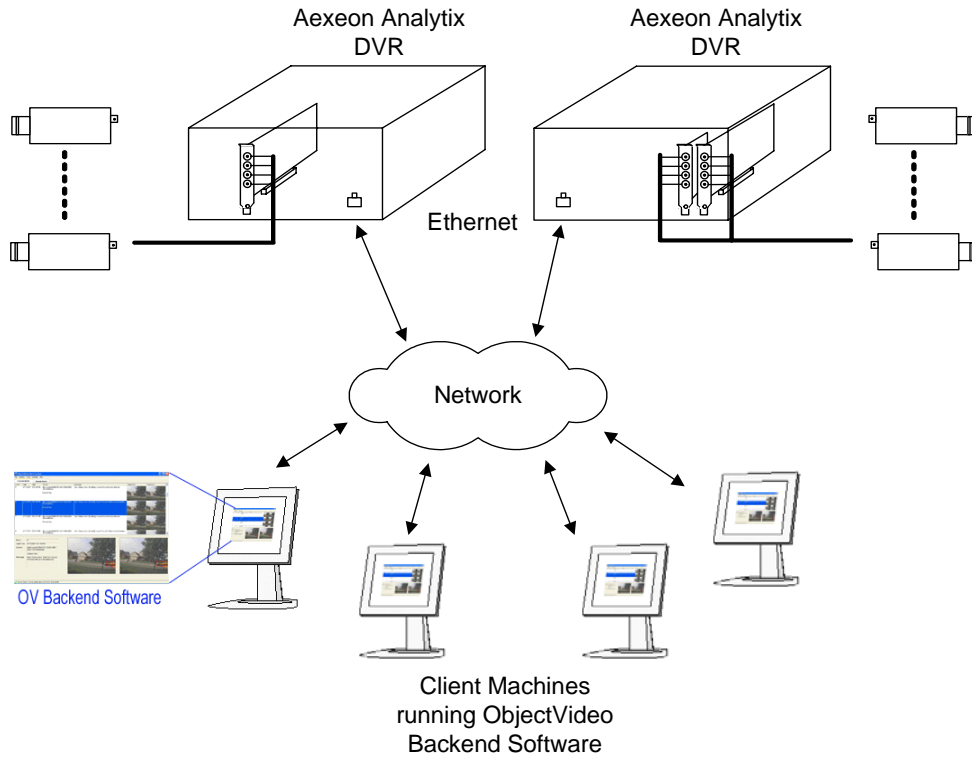 Aexeon Analytix
DVR
Aexeon Analytix
DVR
Ethernet
Network
OV Backend Software
Client Machines
running ObjectVideo
Backend Software